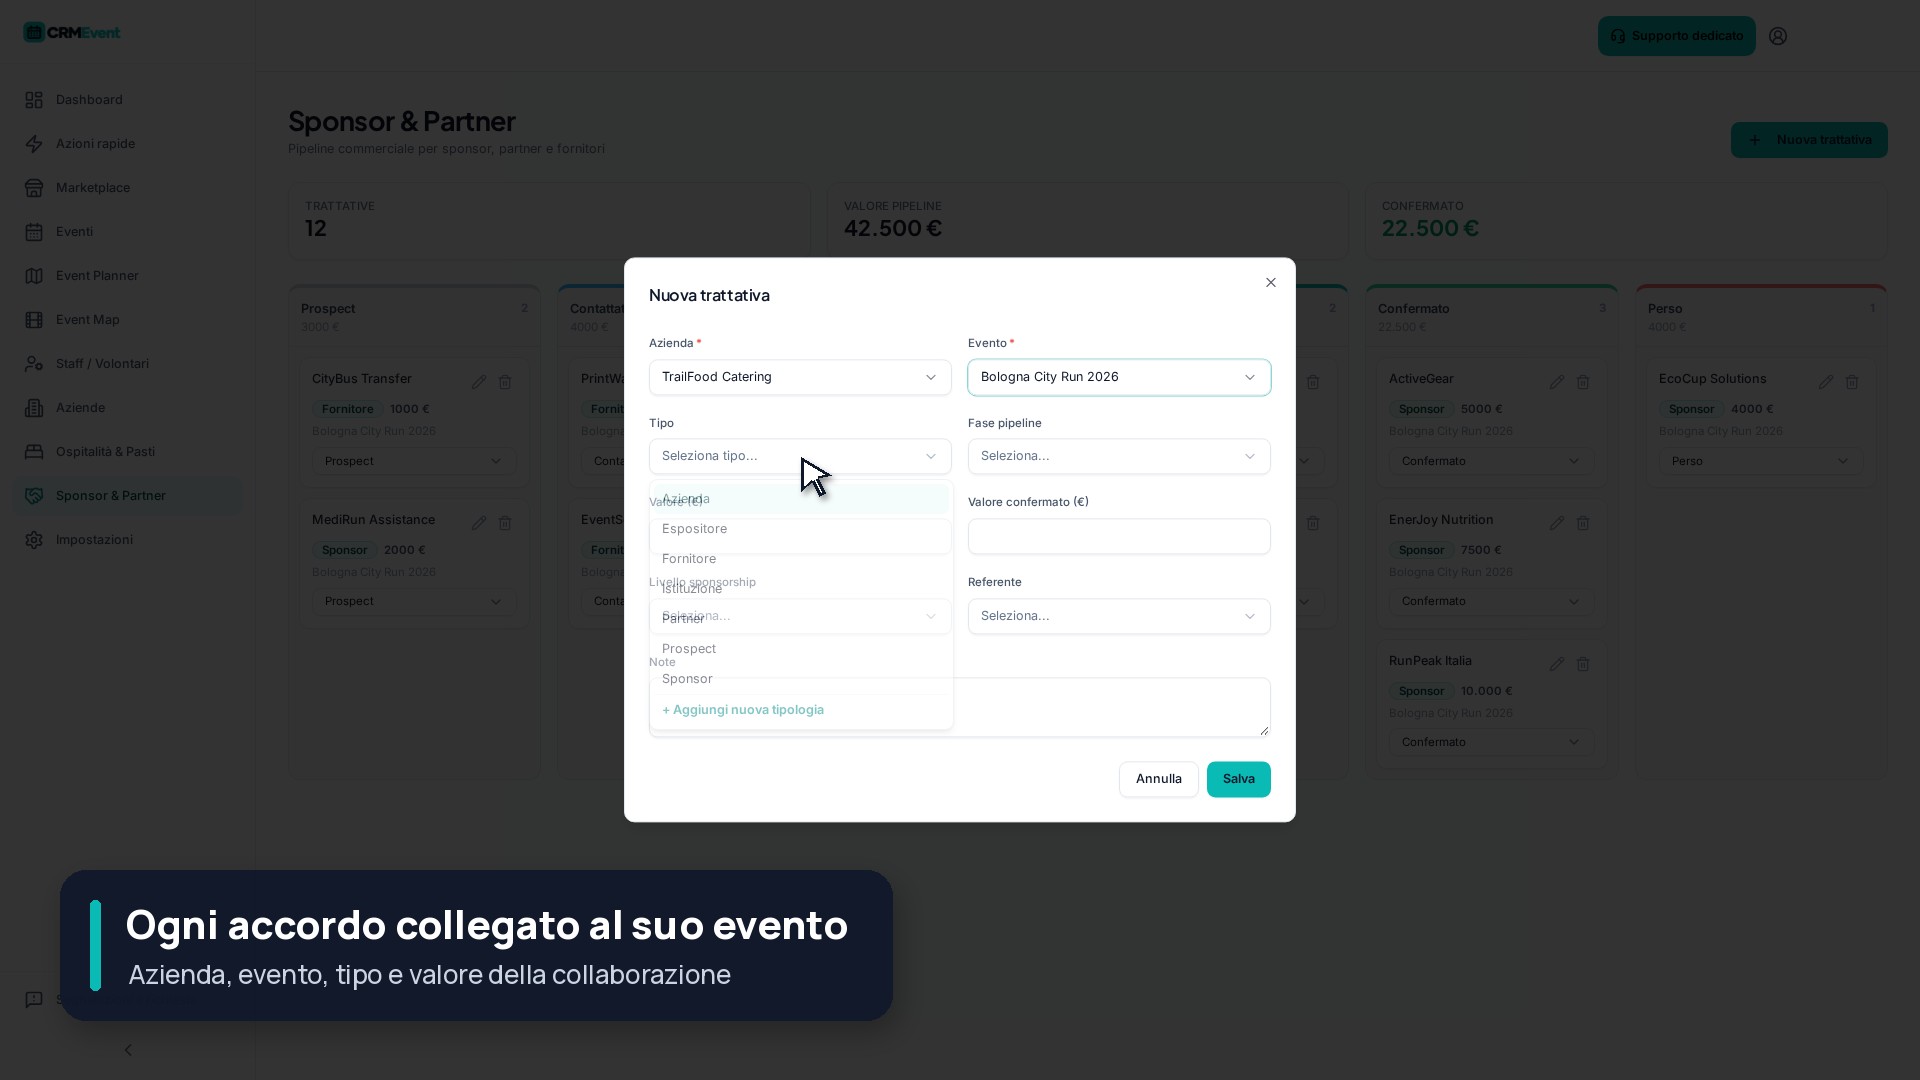 CRMEvent
Supporto dedicato
Dashboard
Azioni rapide
Marketplace
Eventi
Event Planner
Event Map
Staff / Volontari
Aziende
Ospitalità & Pasti
Sponsor & Partner
Impostazioni
Sponsor & Partner
Pipeline commerciale per sponsor, partner e fornitori
Nuova trattativa
TRATTATIVE
12
VALORE PIPELINE
42.500 €
CONFERMATO
22.500 €
Prospect 2
3000 €
CityBus Transfer
Fornitore 1000 €
Bologna City Run 2026
Prospect
MediRun Assistance
Sponsor 2000 €
Bologna City Run 2026
Prospect
4000 €
2
Confermato 3
22.500 €
ActiveGear
Sponsor 5000 €
Bologna City Run 2026
Confermato
EnerJoy Nutrition
Sponsor 7500 €
Bologna City Run 2026
Confermato
RunPeak Italia
Sponsor 10.000 €
Bologna City Run 2026
Confermato
Perso 1
4000 €
EcoCup Solutions
Sponsor 4000 €
Bologna City Run 2026
Perso
Nuova trattativa
Azienda * Evento *
TrailFood Catering Bologna City Run 2026
Tipo Fase pipeline
Seleziona tipo... Seleziona...
Valore (€) Valore confermato (€)
Livello sponsorship Referente
Seleziona... Seleziona...
Note
Azienda
Espositore
Fornitore
Istituzione
Partner
Prospect
Sponsor
+ Aggiungi nuova tipologia
Annulla Salva
Ogni accordo collegato al suo evento
Azienda, evento, tipo e valore della collaborazione